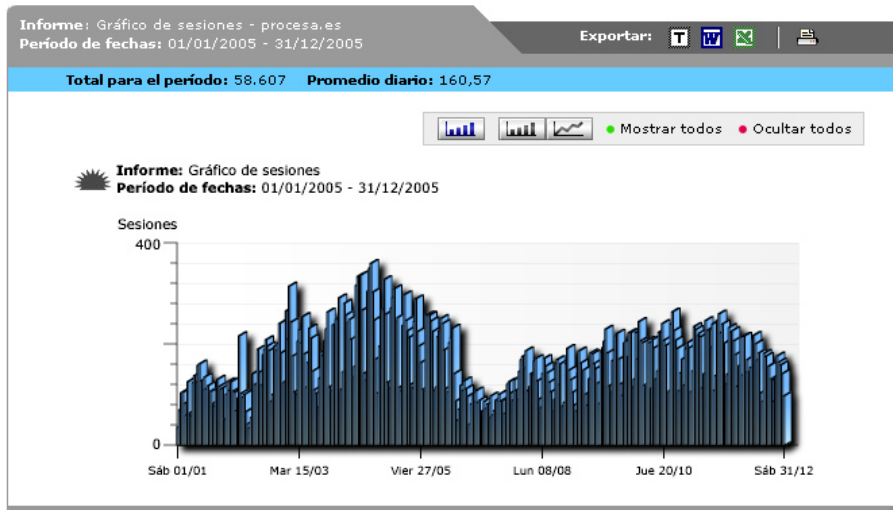 Informe: Gráfico de sesiones - procesa.es
Período de fechas: 01/01/2005 - 31/12/2005
Exportar: T W X
Total para el período: 58.607 Promedio diario: 160,57
Mostrar todos Ocultar todos
Informe: Gráfico de sesiones
Período de fechas: 01/01/2005 - 31/12/2005
Sesiones
400
0
Sáb 01/01 Mar 15/03 Vier 27/05 Lun 08/08 Jue 20/10 Sáb 31/12